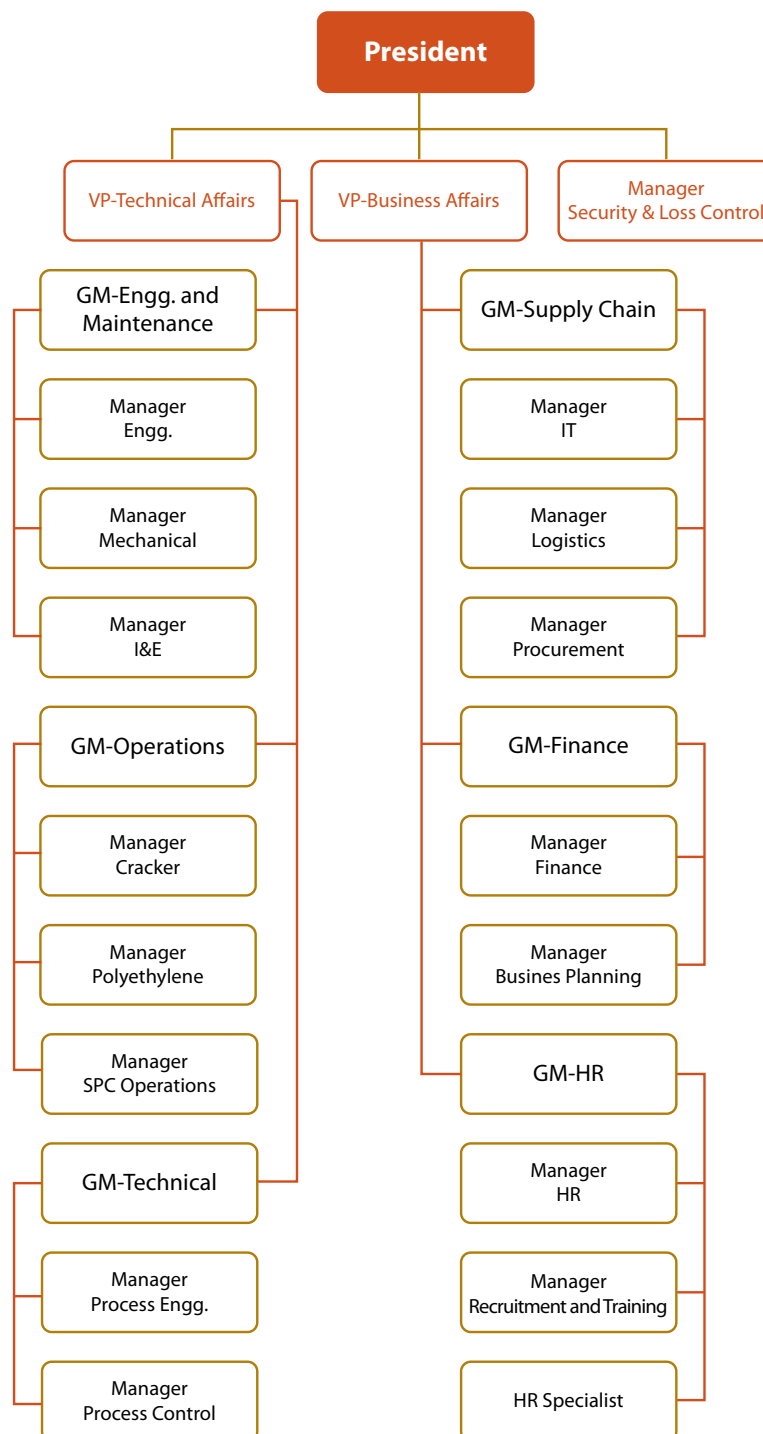 President
VP-Technical Affairs
VP-Business Affairs
Manager
Security & Loss Control
GM-Engg. and
Maintenance
Manager
Engg.
Manager
Mechanical
Manager
I&E
GM-Operations
Manager
Cracker
Manager
Polyethylene
Manager
SPC Operations
GM-Technical
Manager
Process Engg.
Manager
Process Control
GM-Supply Chain
Manager
IT
Manager
Logistics
Manager
Procurement
GM-Finance
Manager
Finance
Manager
Busines Planning
GM-HR
Manager
HR
Manager
Recruitment and Training
HR Specialist